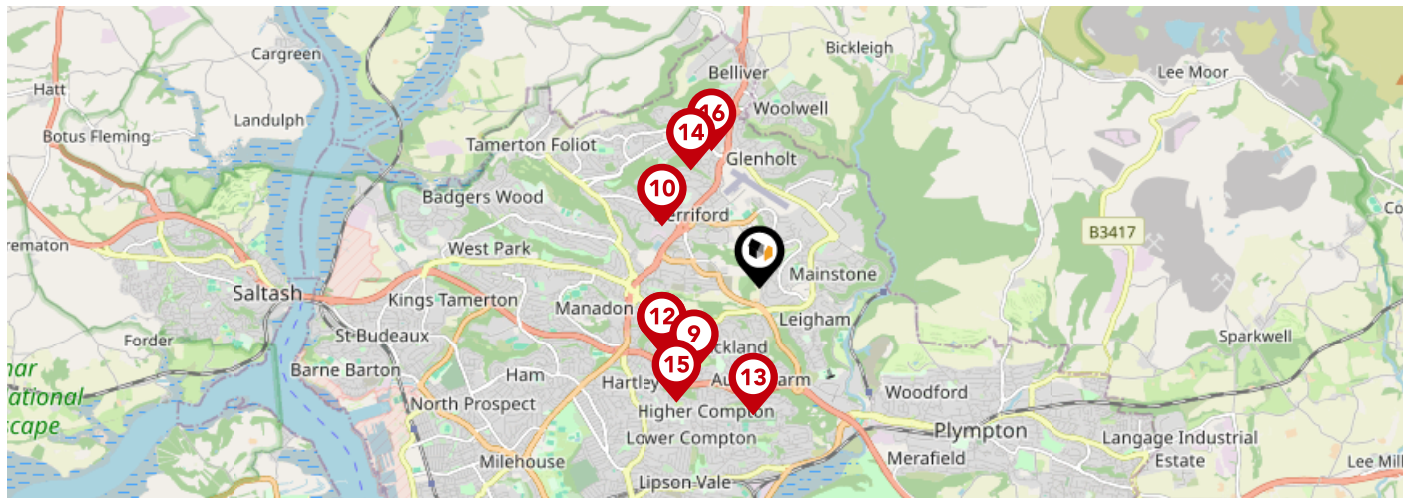 Cargreen
Bickleigh
Belliver
Lee Moor
Hatt
Woolwell
16
Landulph
14
Botus Fleming
Tamerton Foliot
Glenholt
10
Badgers Wood
B3417
West Park
Mainstone
Saltash
Kings Tamerton
Manadon
12
Leigham
9
Sparkwell
St Budeaux
Forder
15
Barne Barton
Ham
Hartley
13
Woodford
North Prospect
Higher Compton
Plympton
Lower Compton
Langage Industrial
Estate
Merafield
Milehouse
Lipson Vale